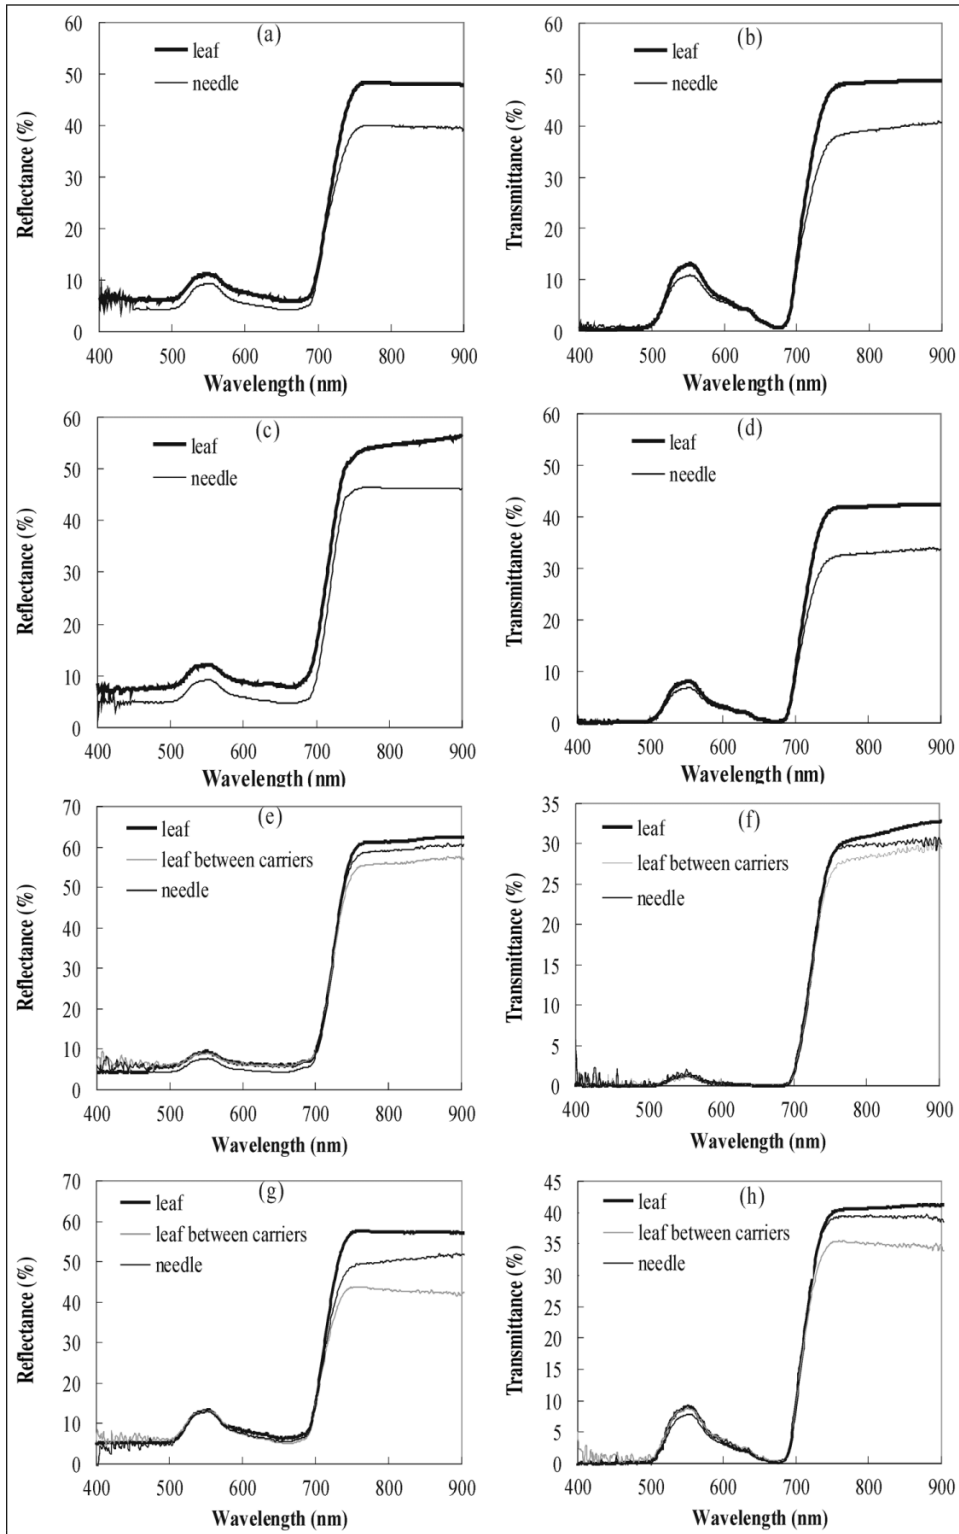 (a)
leaf
needle
Reflectance (%)
60
50
40
30
20
10
0
400 500 600 700 800 900
Wavelength (nm)
(b)
leaf
needle
Transmittance (%)
60
50
40
30
20
10
0
400 500 600 700 800 900
Wavelength (nm)
(c)
leaf
needle
Reflectance (%)
60
50
40
30
20
10
0
400 500 600 700 800 900
Wavelength (nm)
(d)
leaf
needle
Transmittance (%)
60
50
40
30
20
10
0
400 500 600 700 800 900
Wavelength (nm)
(e)
leaf
leaf between carriers
needle
Reflectance (%)
70
60
50
40
30
20
10
0
400 500 600 700 800 900
Wavelength (nm)
(f)
leaf
leaf between carriers
needle
Transmittance (%)
35
30
25
20
15
10
5
0
400 500 600 700 800 900
Wavelength (nm)
(g)
leaf
leaf between carriers
needle
Reflectance (%)
70
60
50
40
30
20
10
0
400 500 600 700 800 900
Wavelength (nm)
(h)
leaf
leaf between carriers
needle
Transmittance (%)
45
40
35
30
25
20
15
10
5
0
400 500 600 700 800 900
Wavelength (nm)